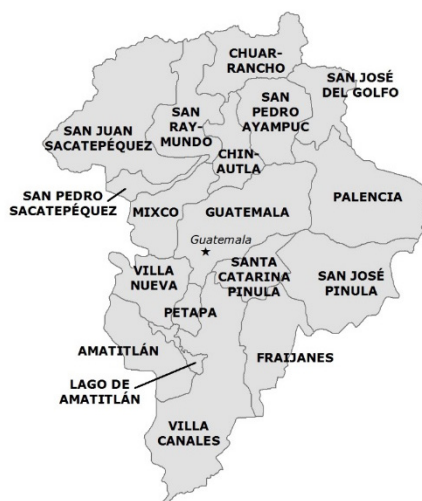 CHUAR-
RANCHO
SAN JOSÉ
DEL GOLFO
SAN
PEDRO
AYAMPUC
SAN
RAY-
MUNDO
SAN JUAN
SACATEPÉQUEZ
CHIN-
AUTLA
SAN PEDRO
SACATEPÉQUEZ
MIXCO
GUATEMALA
PALENCIA
Guatemala
VILLA
NUEVA
SANTA
CATARINA
PINULA
SAN JOSÉ
PINULA
PETAPA
AMATITLÁN
FRAIJANES
LAGO DE
AMATITLÁN
VILLA
CANALES